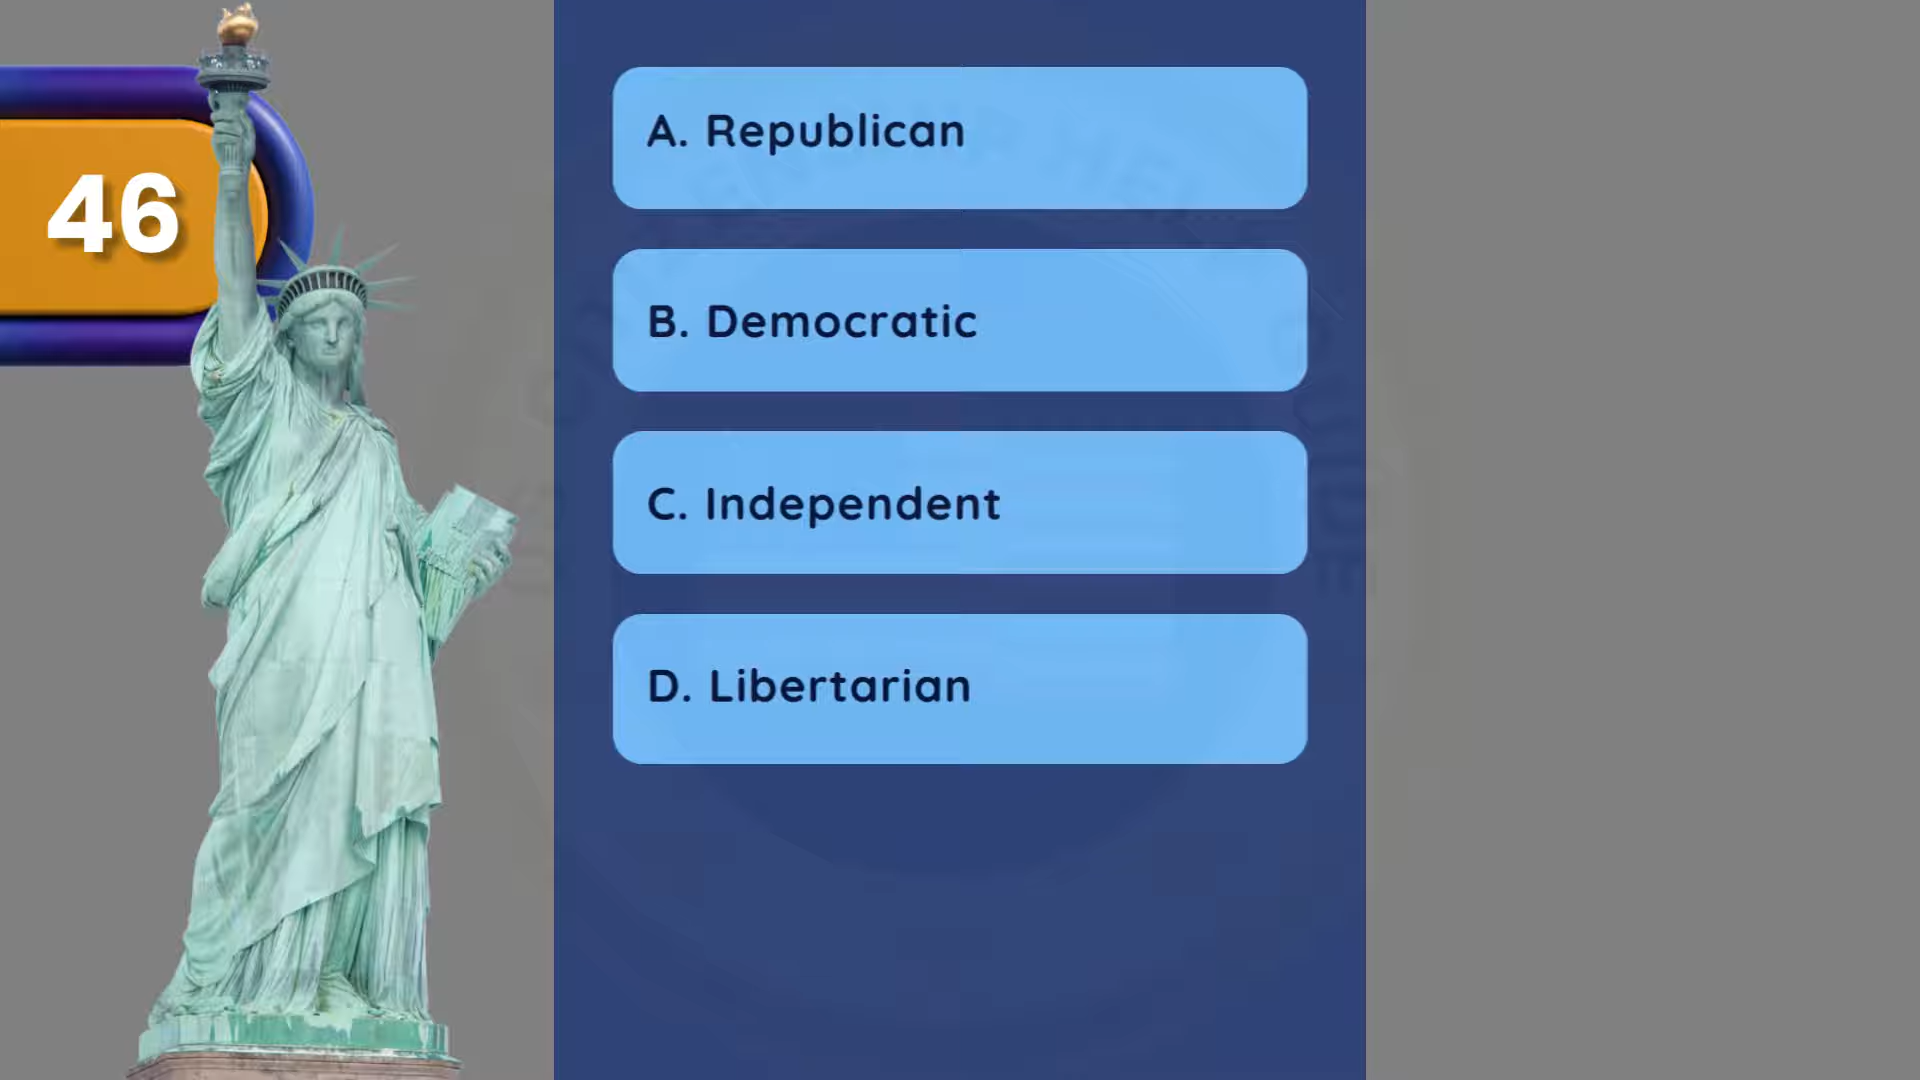 46
A. Republican
B. Democratic
C. Independent
D. Libertarian